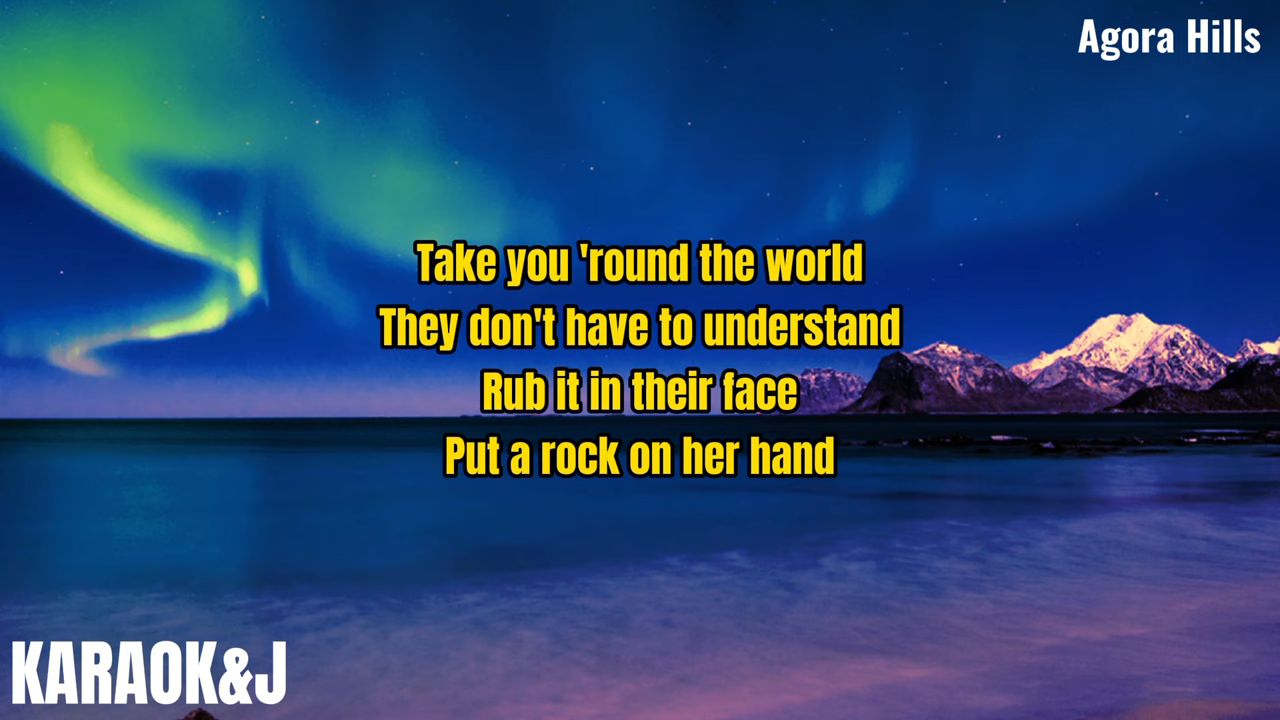 Agora Hills
Take you 'round the world
They don't have to understand
Rub it in their face
Put a rock on her hand
KARAOK&J